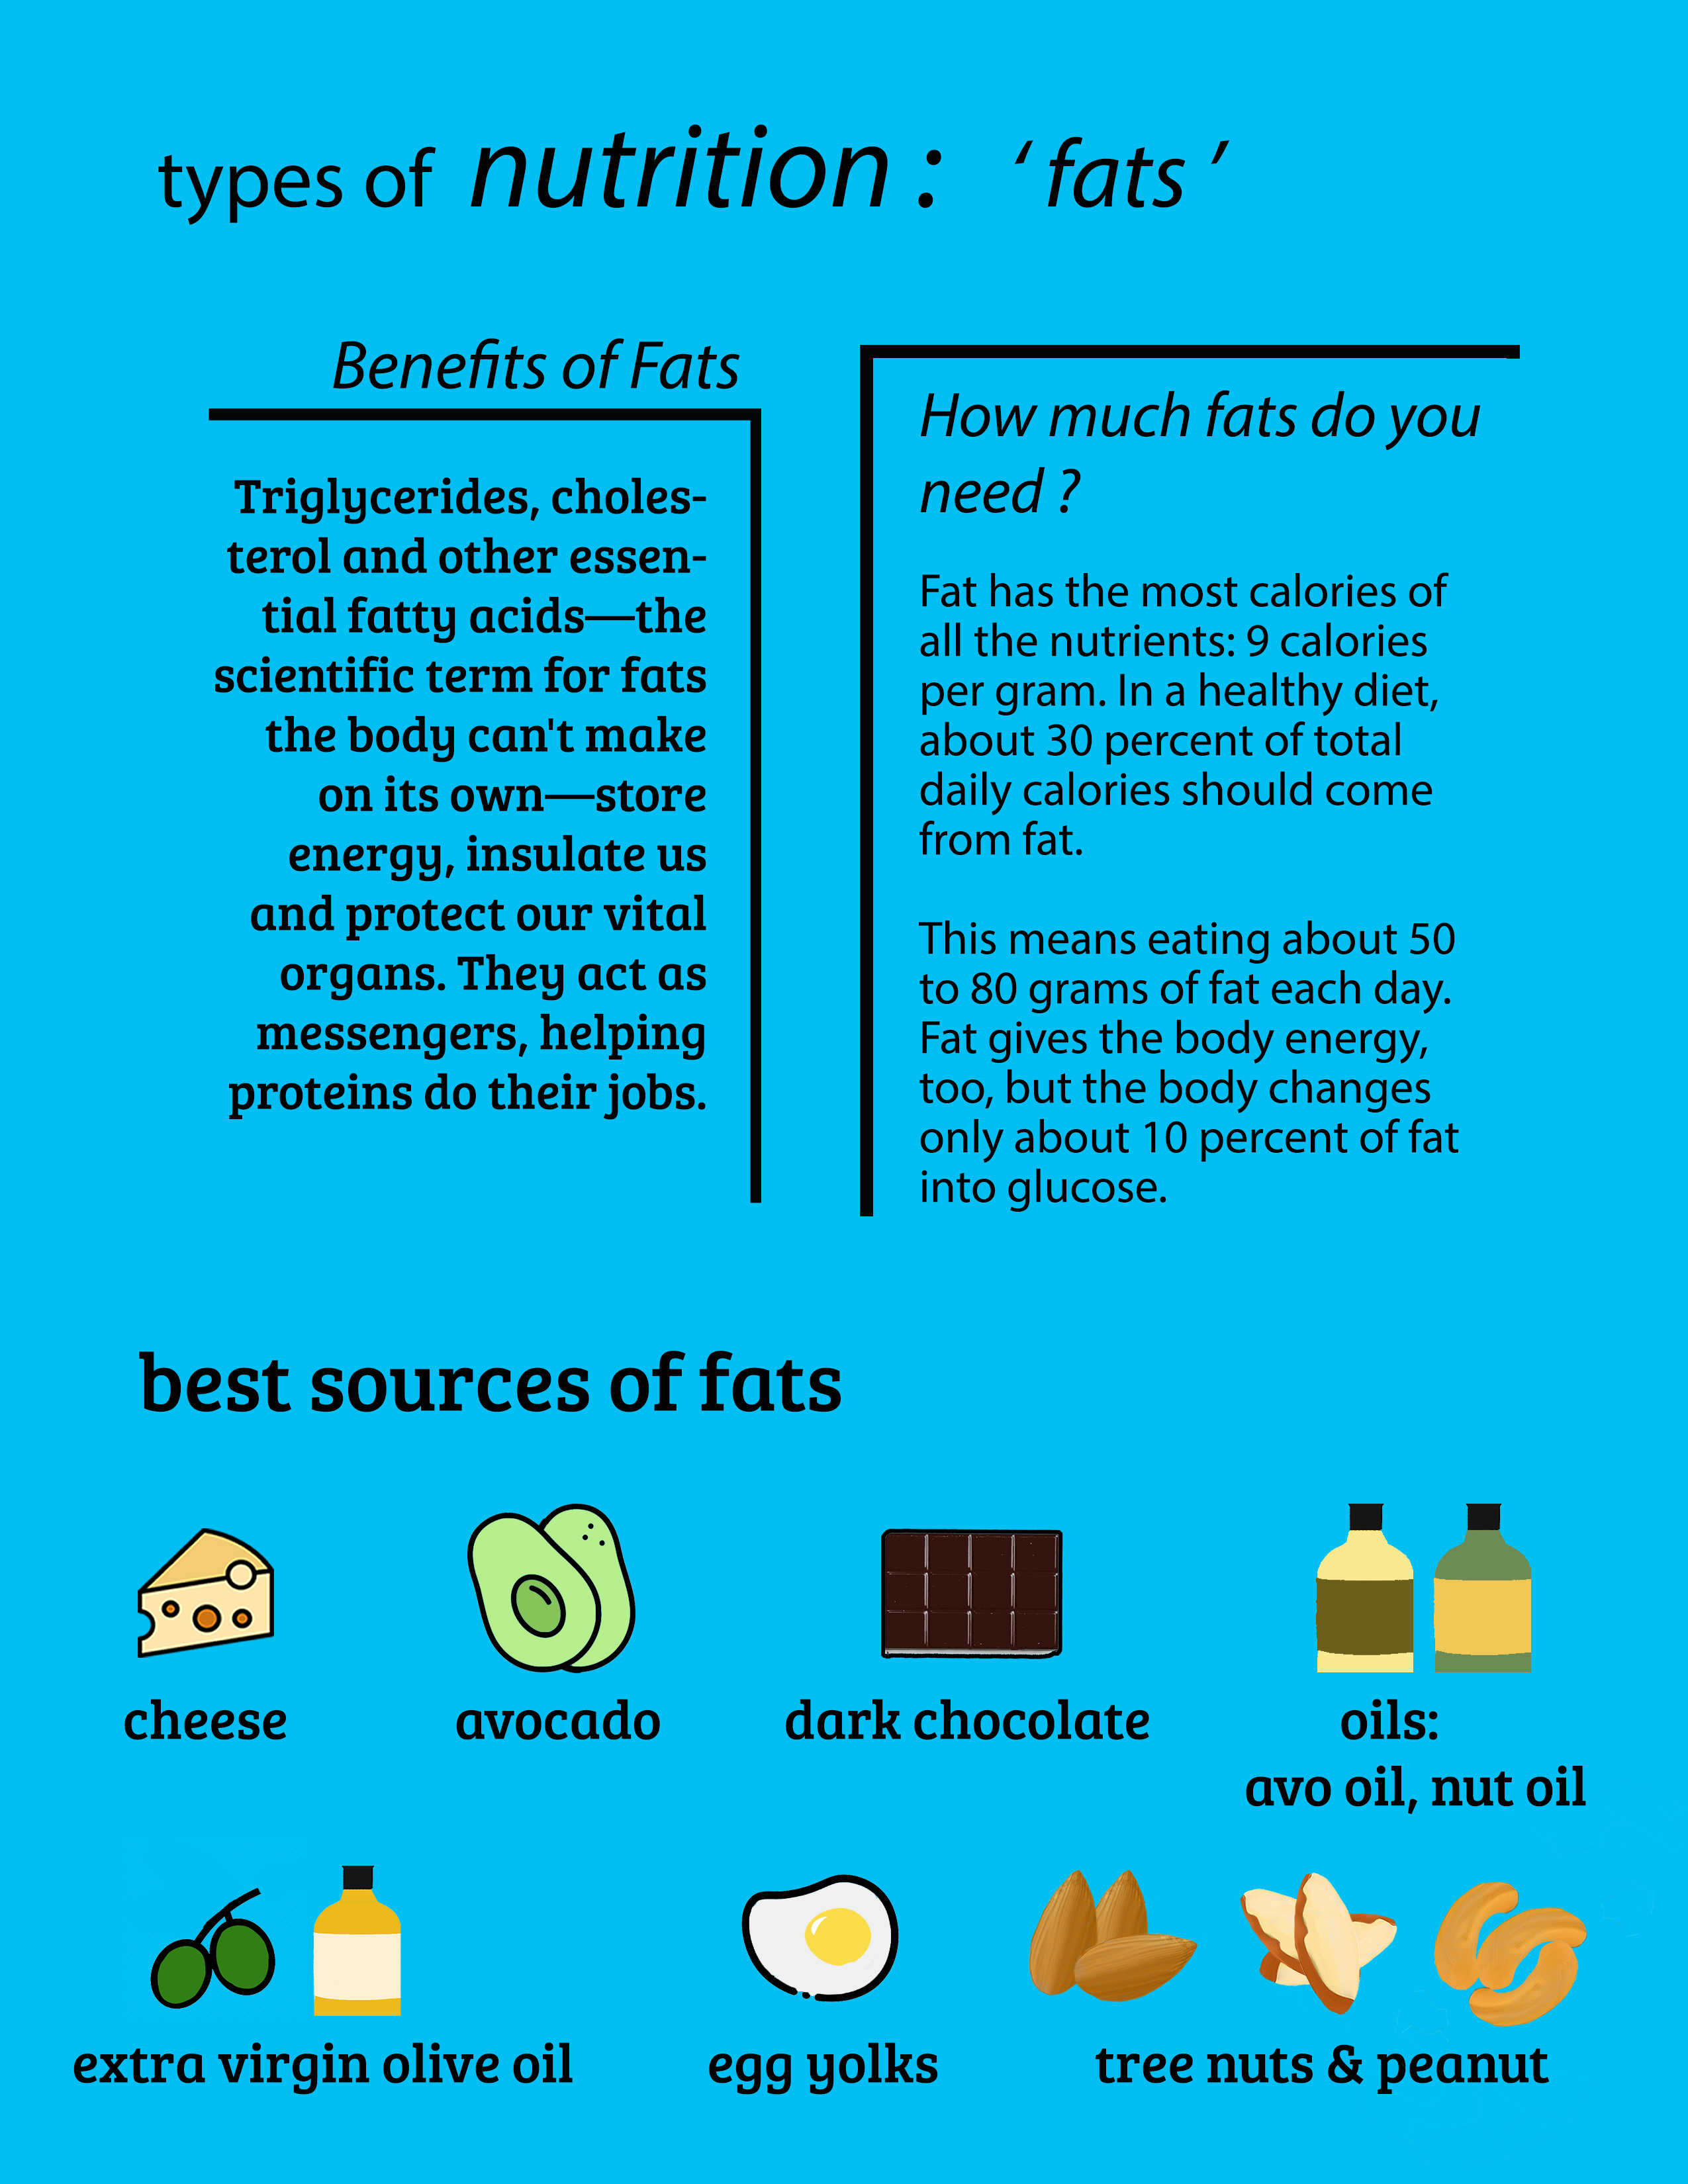 types of nutrition : ‘ fats ’
Benefits of Fats
Triglycerides, choles-
terol and other essen-
tial fatty acids—the
scientific term for fats
the body can't make
on its own—store
energy, insulate us
and protect our vital
organs. They act as
messengers, helping
proteins do their jobs.
How much fats do you
need ?
Fat has the most calories of
all the nutrients: 9 calories
per gram. In a healthy diet,
about 30 percent of total
daily calories should come
from fat.
This means eating about 50
to 80 grams of fat each day.
Fat gives the body energy,
too, but the body changes
only about 10 percent of fat
into glucose.
best sources of fats
cheese
avocado
dark chocolate
oils:
avo oil, nut oil
extra virgin olive oil
egg yolks
tree nuts & peanut